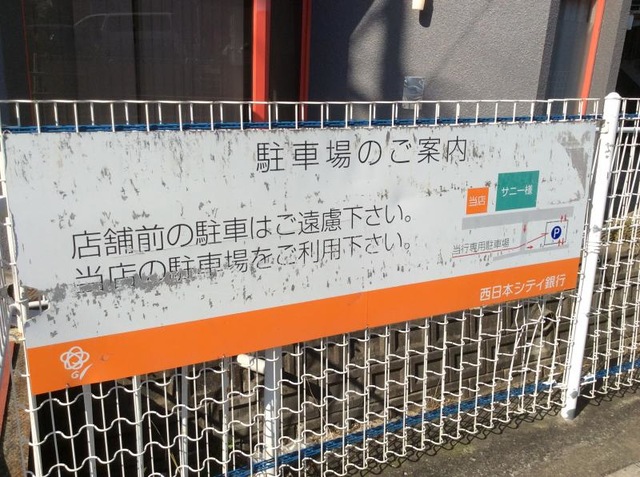 駐車場のご案内
店舗前の駐車はご遠慮下さい。
当店の駐車場をご利用下さい。
当店
サニー様
当行専用駐車場
P
西日本シティ銀行